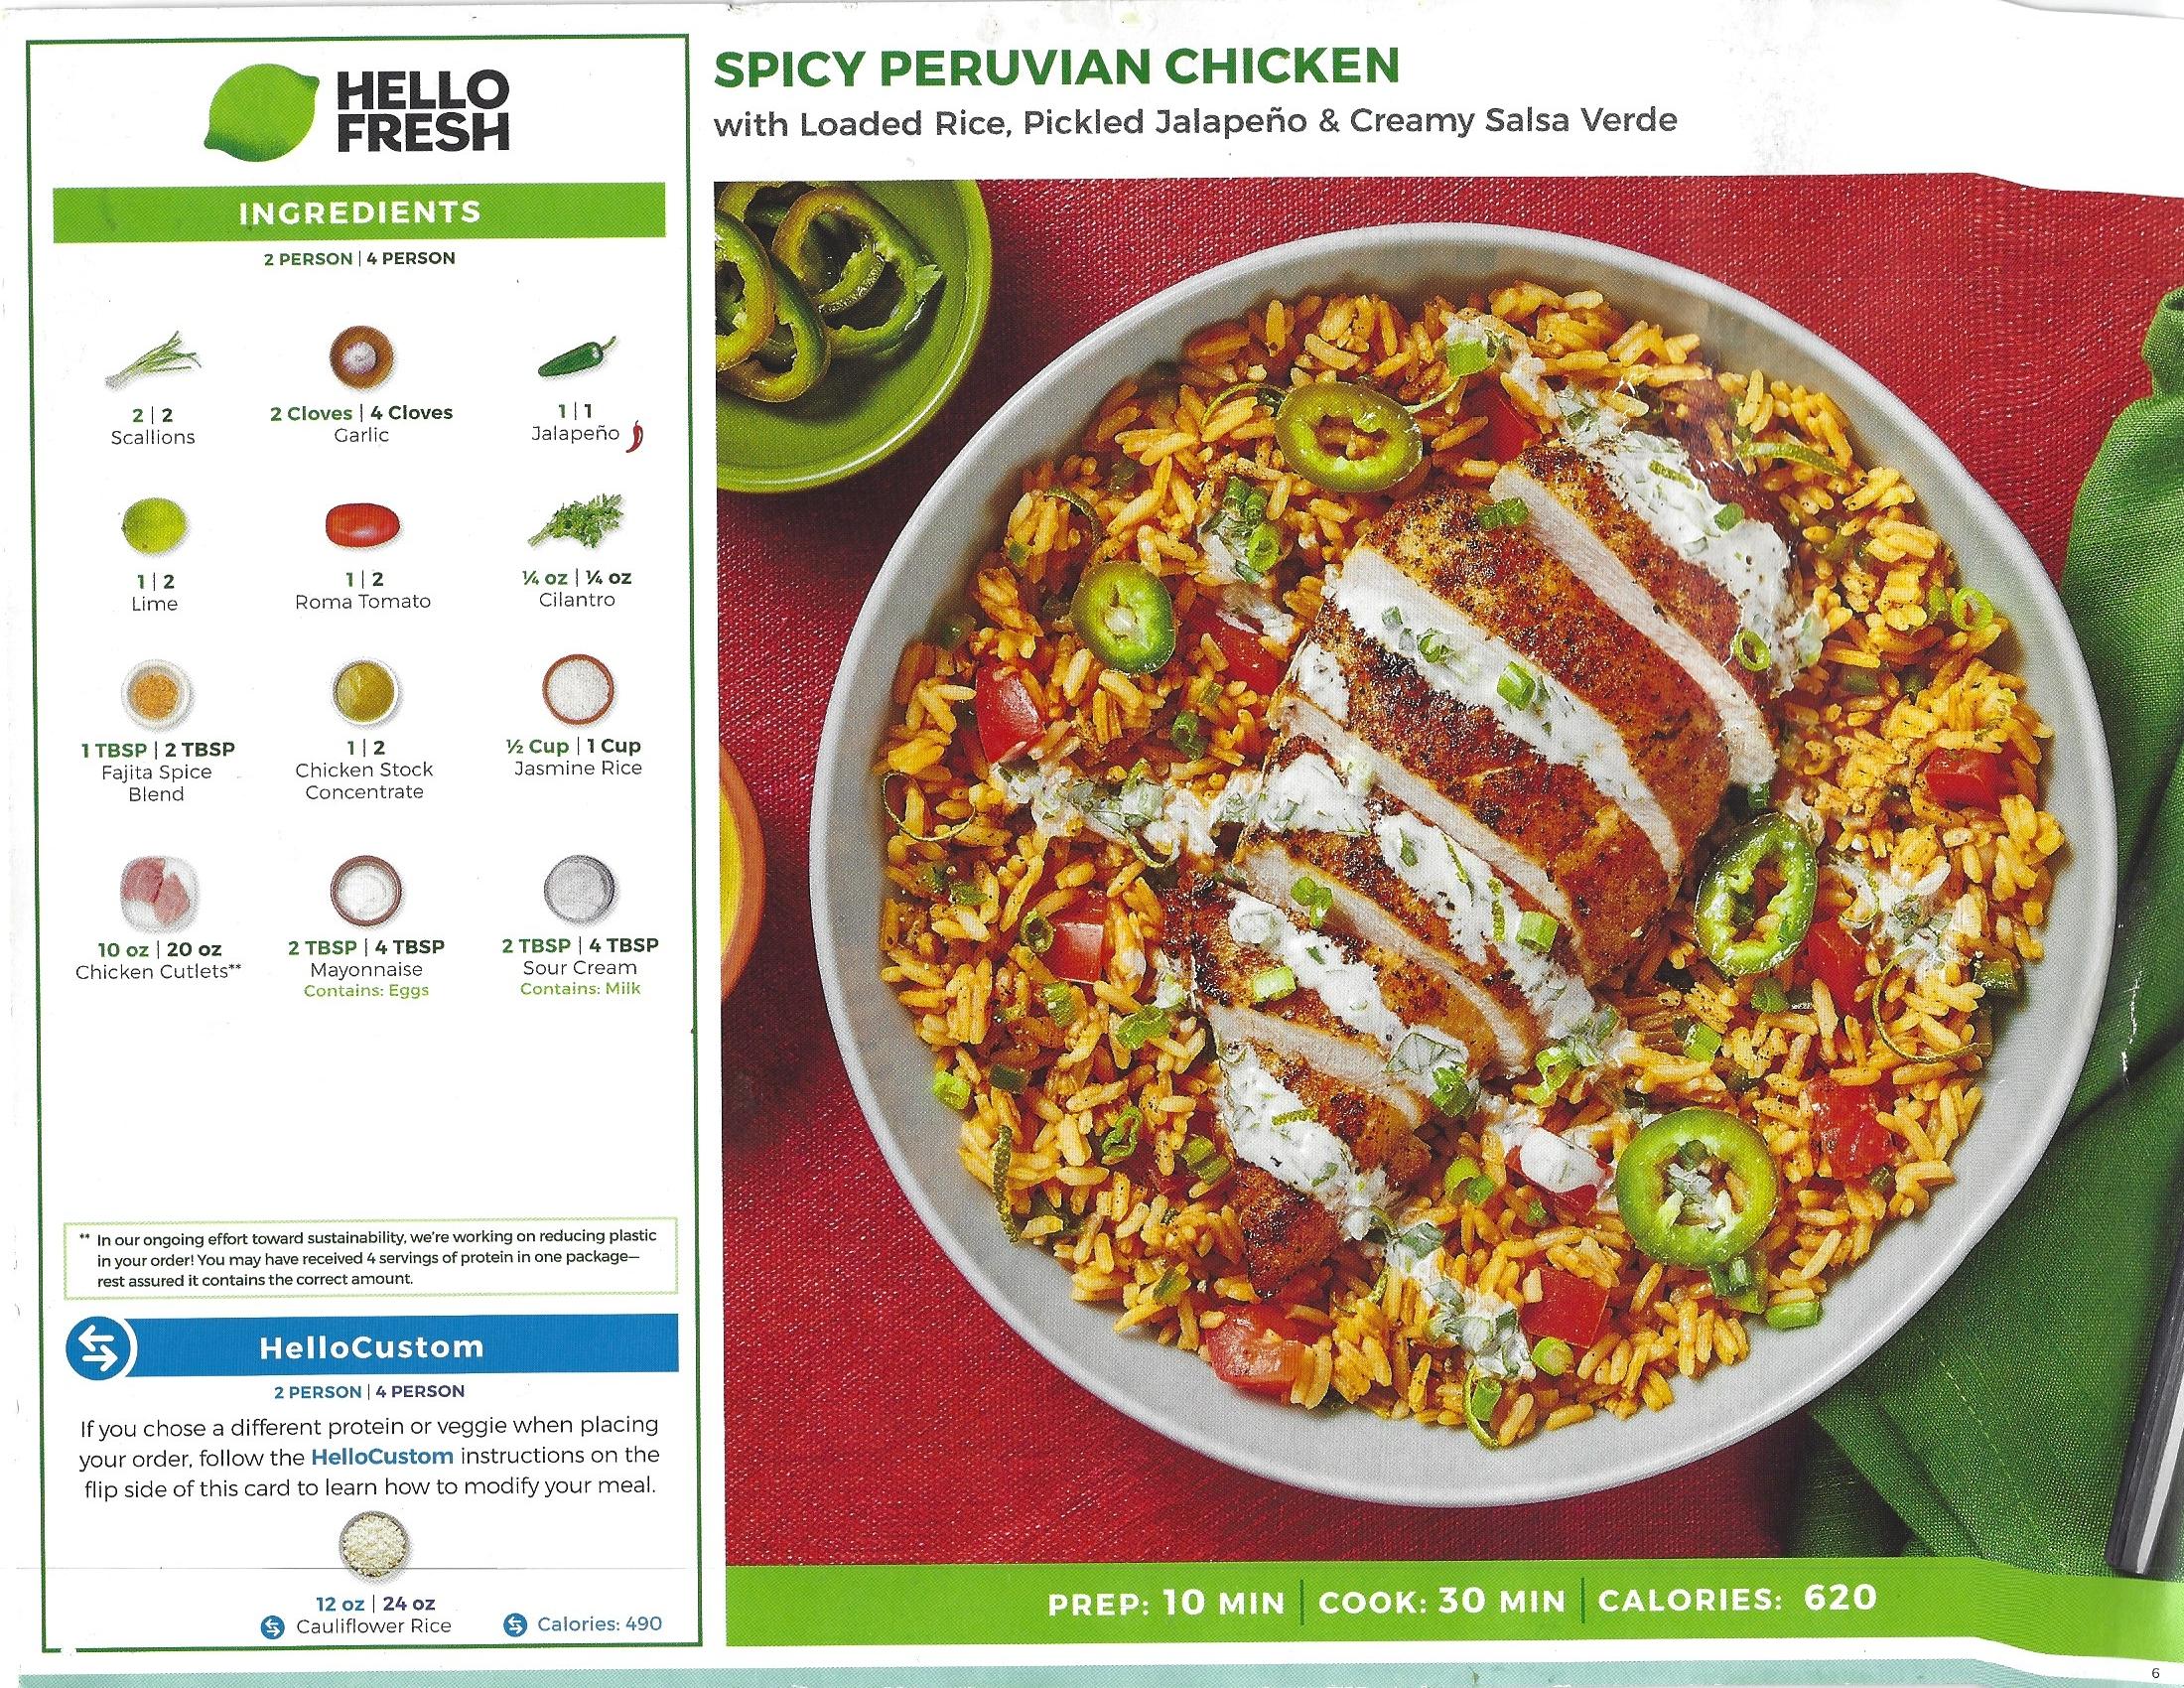 HELLO
FRESH
INGREDIENTS
2 PERSON | 4 PERSON
2 | 2
Scallions
2 Cloves | 4 Cloves
Garlic
1 | 1
Jalapeño
1 | 2
Lime
1 | 2
Roma Tomato
¼ oz | ¼ oz
Cilantro
1 TBSP | 2 TBSP
Fajita Spice
Blend
1 | 2
Chicken Stock
Concentrate
½ Cup | 1 Cup
Jasmine Rice
10 oz | 20 oz
Chicken Cutlets**
2 TBSP | 4 TBSP
Mayonnaise
Contains: Eggs
2 TBSP | 4 TBSP
Sour Cream
Contains: Milk
** In our ongoing effort toward sustainability, we're working on reducing plastic
in your order! You may have received 4 servings of protein in one package—
rest assured it contains the correct amount.
HelloCustom
2 PERSON | 4 PERSON
If you chose a different protein or veggie when placing
your order, follow the HelloCustom instructions on the
flip side of this card to learn how to modify your meal.
12 oz | 24 oz
Cauliflower Rice
Calories: 490
SPICY PERUVIAN CHICKEN
with Loaded Rice, Pickled Jalapeño & Creamy Salsa Verde
PREP: 10 MIN | COOK: 30 MIN | CALORIES: 620
6